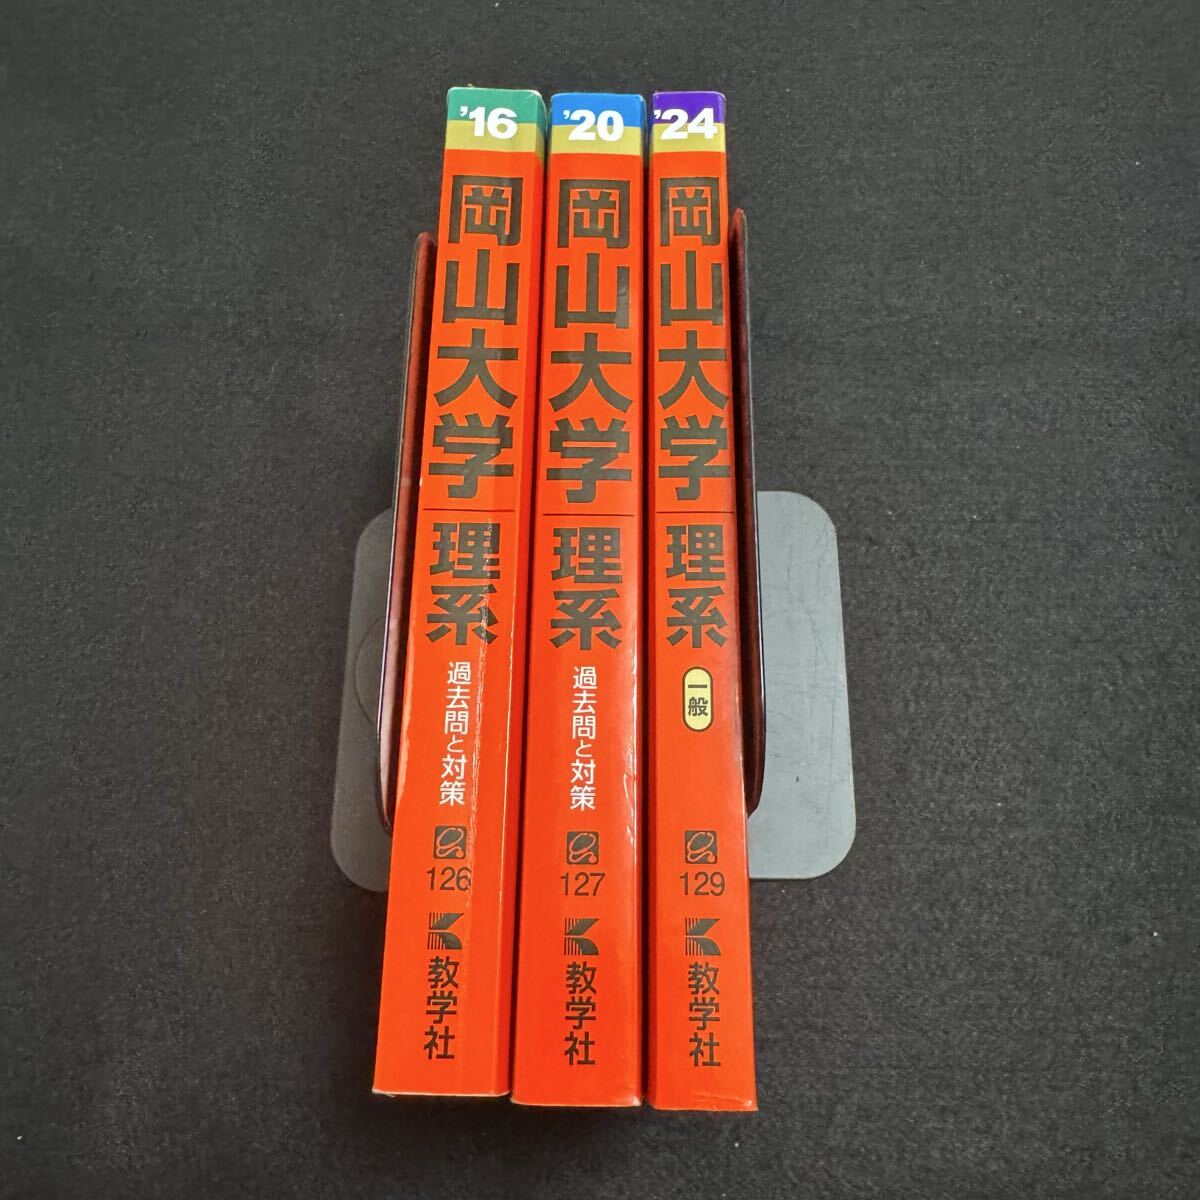 '16
岡山大学
理系
過去問と対策
126
教学社
'20
岡山大学
理系
過去問と対策
127
教学社
'24
岡山大学
理系
一般
129
教学社